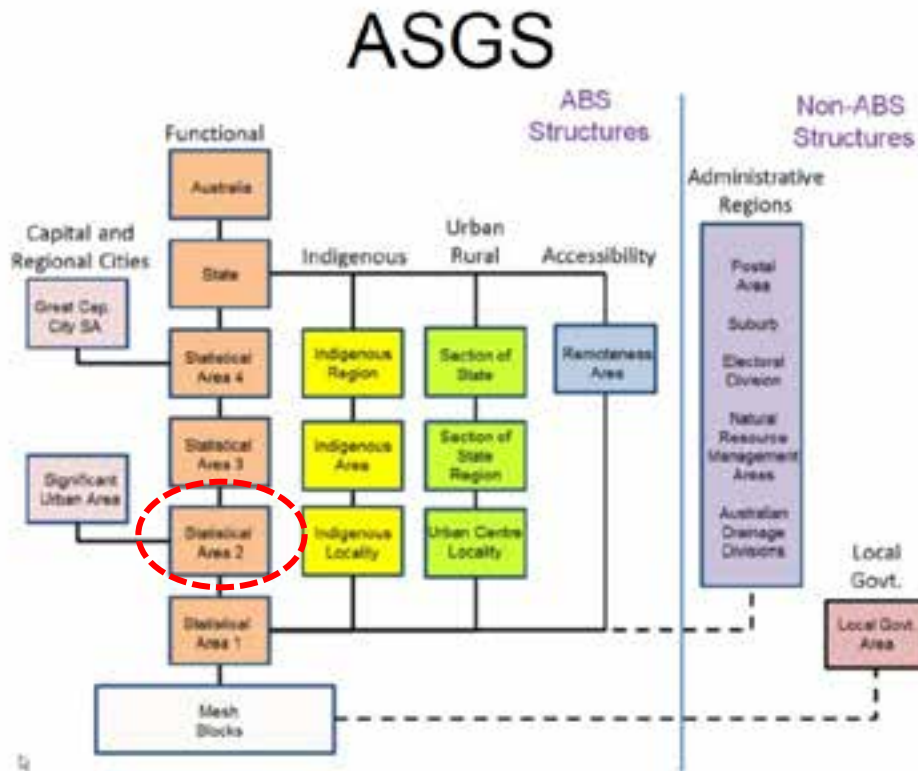 ASGS
ABS
Structures
Non-ABS
Structures
Functional
Administrative
Regions
Australia
Capital and
Regional Cities
State
Indigenous
Urban
Rural
Accessibility
Great Cap.
City SA
Statistical
Area 4
Indigenous
Region
Section of
State
Remoteness
Area
Postal
Area
Suburb
Electoral
Division
Natural
Resource
Management
Areas
Australian
Drainage
Divisions
Statistical
Area 3
Indigenous
Area
Section of
State
Region
Significant
Urban Area
Statistical
Area 2
Indigenous
Locality
Urban Centre
Locality
Local
Govt.
Statistical
Area 1
Local Govt.
Area
Mesh
Blocks